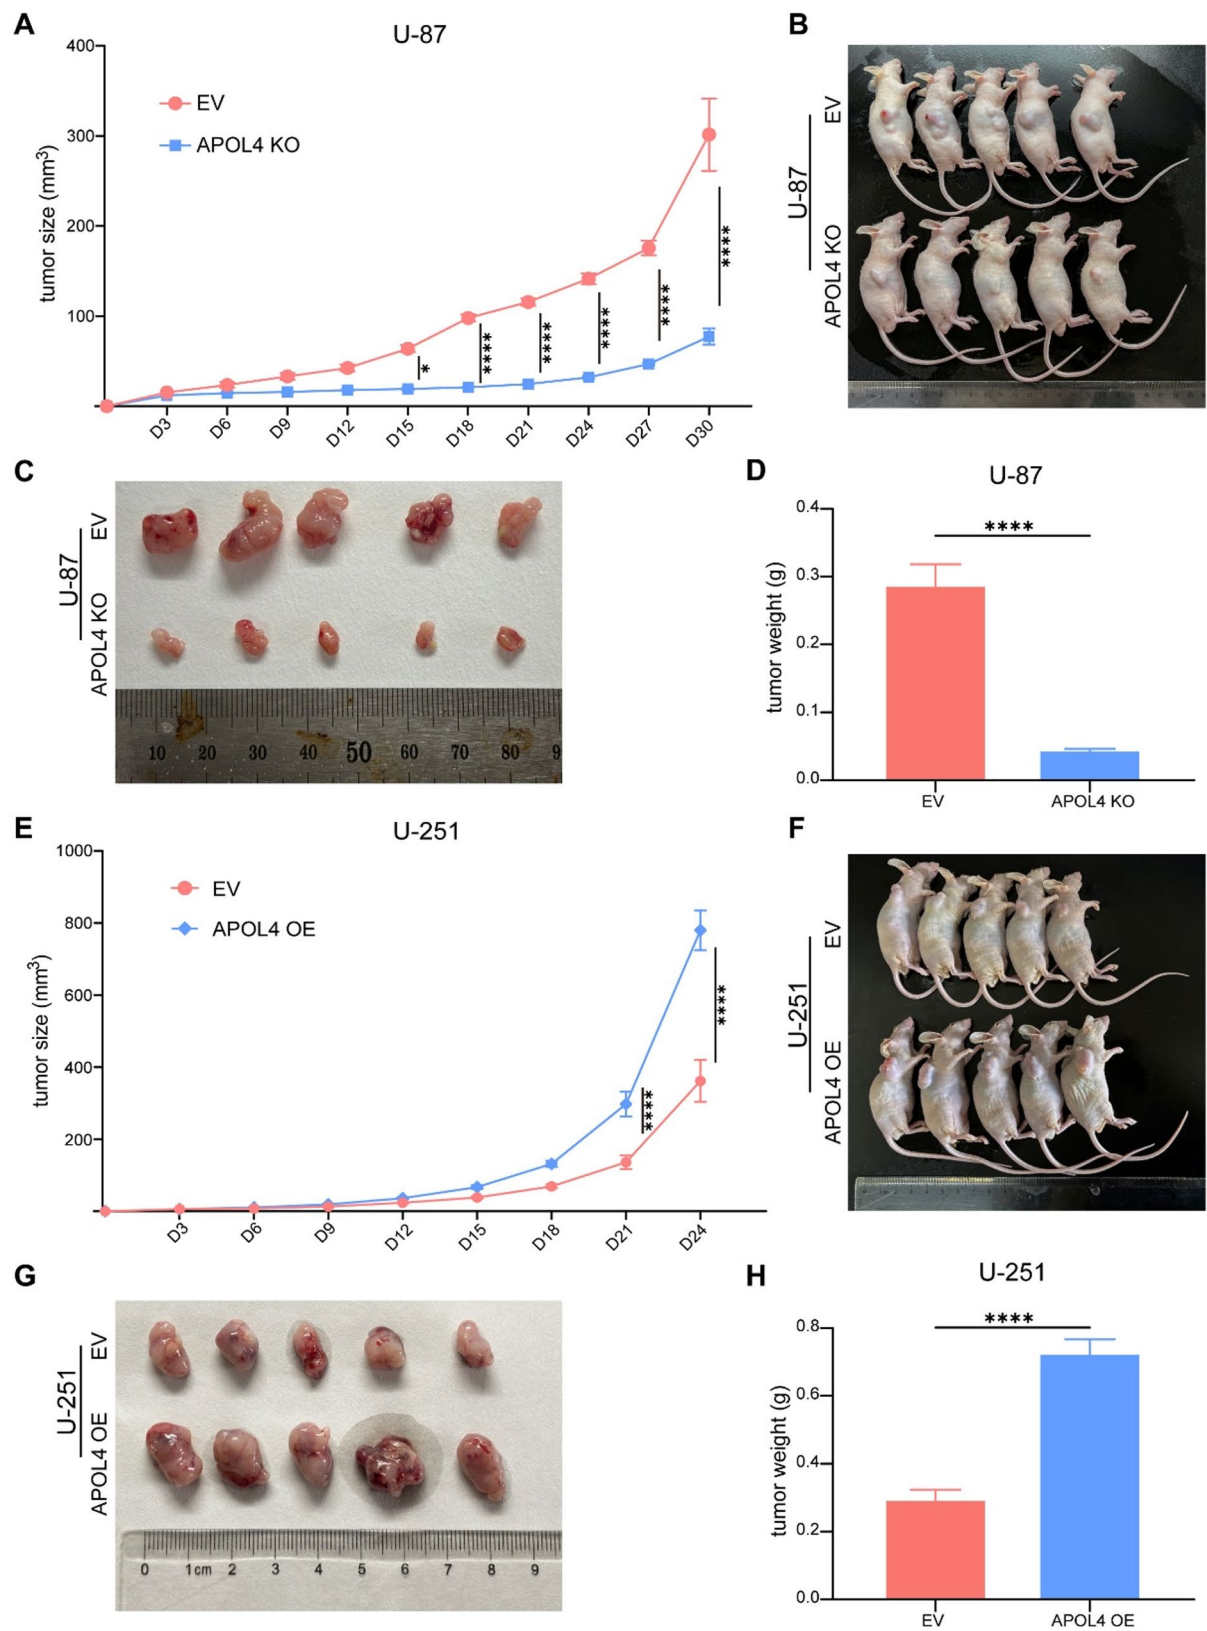 A
U-87
400
300
200
100
tumor size (mm³)
EV
APOL4 KO
*
****
****
****
****
****
D3 D6 D9 D12 D15 D18 D21 D24 D27 D30
B
U-87
EV
APOL4 KO
C
U-87
EV
APOL4 KO
10 20 30 40 50 60 70 80 9
D
U-87
0.4
0.3
0.2
0.1
0.0
tumor weight (g)
****
EV APOL4 KO
E
U-251
1000
800
600
400
200
tumor size (mm³)
EV
APOL4 OE
****
****
D3 D6 D9 D12 D15 D18 D21 D24
F
U-251
EV
APOL4 OE
G
U-251
EV
APOL4 OE
0 1cm 2 3 4 5 6 7 8 9
H
U-251
0.8
0.6
0.4
0.2
0.0
tumor weight (g)
****
EV APOL4 OE